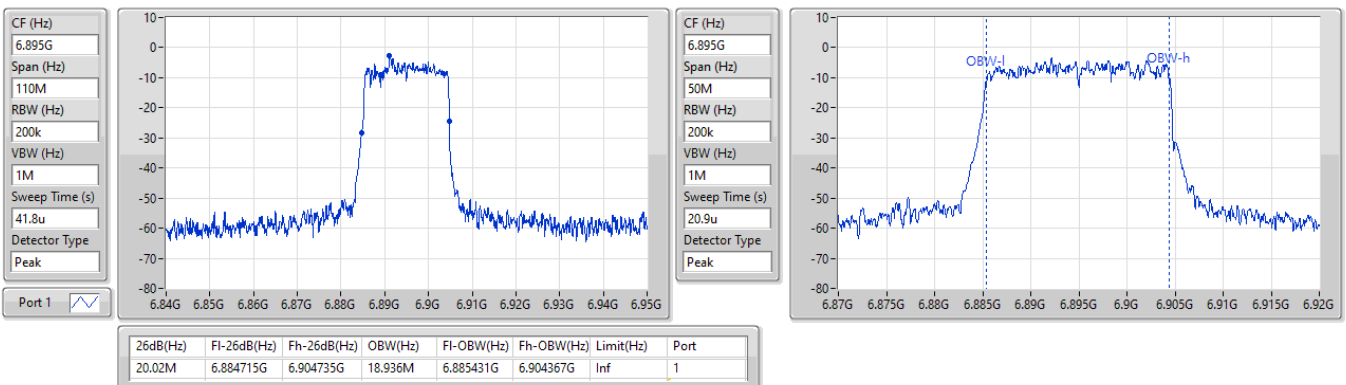 CF (Hz)
6.895G
Span (Hz)
110M
RBW (Hz)
200k
VBW (Hz)
1M
Sweep Time (s)
41.8u
Detector Type
Peak
Port 1
10
0
-10
-20
-30
-40
-50
-60
-70
-80
6.84G 6.85G 6.86G 6.87G 6.88G 6.89G 6.9G 6.91G 6.92G 6.93G 6.94G 6.95G
CF (Hz)
6.895G
Span (Hz)
50M
RBW (Hz)
200k
VBW (Hz)
1M
Sweep Time (s)
20.9u
Detector Type
Peak
10
0
-10
-20
-30
-40
-50
-60
-70
-80
OBW-l OBW-h
6.87G 6.875G 6.88G 6.885G 6.89G 6.895G 6.9G 6.905G 6.91G 6.915G 6.92G
26dB(Hz) Fl-26dB(Hz) Fh-26dB(Hz) OBW(Hz) Fl-OBW(Hz) Fh-OBW(Hz) Limit(Hz) Port
20.02M 6.884715G 6.904735G 18.936M 6.885431G 6.904367G Inf 1